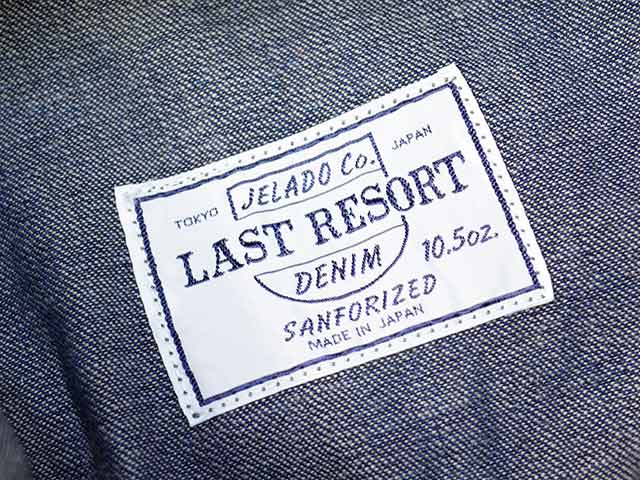 JELADO Co.
TOKYO JAPAN
LAST RESORT
DENIM 10.5oz.
SANFORIZED
MADE IN JAPAN